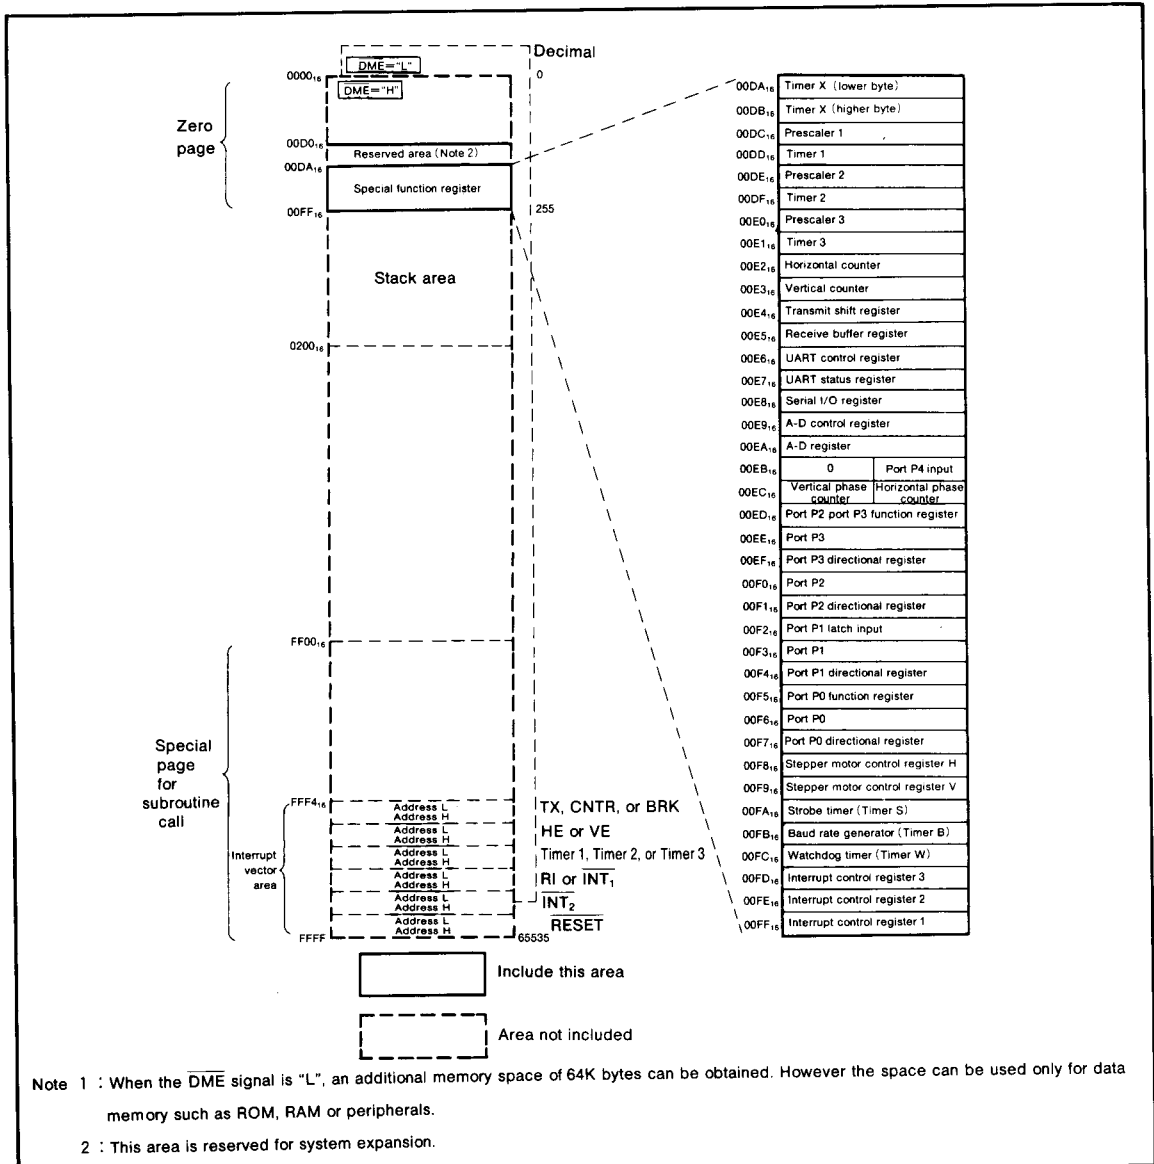 Decimal
DME="L"
0000₁₆
0
DME="H"
Zero
page
00D0₁₆
Reserved area (Note 2)
00DA₁₆
Special function register
00FF₁₆
255
Stack area
0200₁₆
FF00₁₆
Special
page
for
subroutine
call
FFF4₁₆
Interrupt
vector
area
Address L
Address H
TX, CNTR, or BRK
Address L
Address H
HE or VE
Address L
Address H
Timer 1, Timer 2, or Timer 3
Address L
Address H
RI or INT₁
Address L
Address H
INT₂
Address L
Address H
RESET
FFFF
65535
00DA₁₆ Timer X (lower byte)
00DB₁₆ Timer X (higher byte)
00DC₁₆ Prescaler 1
00DD₁₆ Timer 1
00DE₁₆ Prescaler 2
00DF₁₆ Timer 2
00E0₁₆ Prescaler 3
00E1₁₆ Timer 3
00E2₁₆ Horizontal counter
00E3₁₆ Vertical counter
00E4₁₆ Transmit shift register
00E5₁₆ Receive buffer register
00E6₁₆ UART control register
00E7₁₆ UART status register
00E8₁₆ Serial I/O register
00E9₁₆ A-D control register
00EA₁₆ A-D register
00EB₁₆ 0 Port P4 input
00EC₁₆ Vertical phase counter Horizontal phase counter
00ED₁₆ Port P2 port P3 function register
00EE₁₆ Port P3
00EF₁₆ Port P3 directional register
00F0₁₆ Port P2
00F1₁₆ Port P2 directional register
00F2₁₆ Port P1 latch input
00F3₁₆ Port P1
00F4₁₆ Port P1 directional register
00F5₁₆ Port P0 function register
00F6₁₆ Port P0
00F7₁₆ Port P0 directional register
00F8₁₆ Stepper motor control register H
00F9₁₆ Stepper motor control register V
00FA₁₆ Strobe timer (Timer S)
00FB₁₆ Baud rate generator (Timer B)
00FC₁₆ Watchdog timer (Timer W)
00FD₁₆ Interrupt control register 3
00FE₁₆ Interrupt control register 2
00FF₁₆ Interrupt control register 1
Include this area
Area not included
Note 1 : When the DME signal is "L", an additional memory space of 64K bytes can be obtained. However the space can be used only for data
memory such as ROM, RAM or peripherals.
2 : This area is reserved for system expansion.